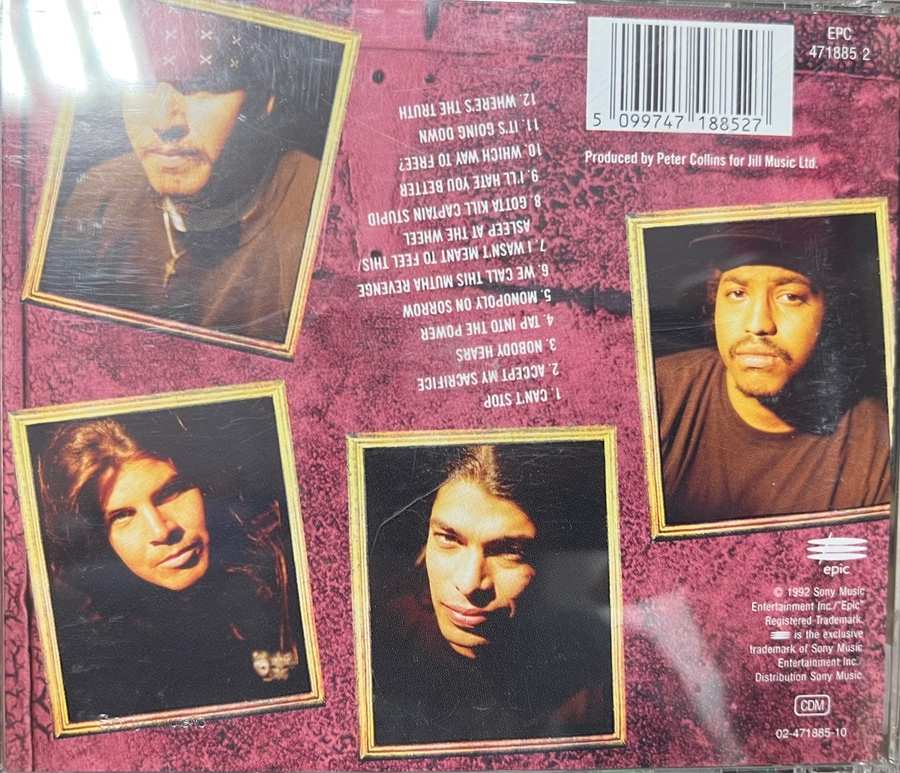 EPC
471885 2
5 099747 188527
Produced by Peter Collins for Jill Music Ltd.
1. CAN'T STOP
2. ACCEPT MY SACRIFICE
3. NOBODY HEARS
4. TAP INTO THE POWER
5. MONOPOLY ON SORROW
6. WE CALL THIS MUTHA REVENGE
7. I WASN'T MEANT TO FEEL THIS
ASLEEP AT THE WHEEL
8. GOTTA KILL CAPTAIN STUPID
9. I'LL HATE YOU BETTER
10. WHICH WAY TO FREE?
11. IT'S GOING DOWN
12. WHERE'S THE TRUTH
epic
© 1992 Sony Music
Entertainment Inc./"Epic"
Registered Trademark.
is the exclusive
trademark of Sony Music
Entertainment Inc.
Distribution Sony Music
CDM
02-471885-10